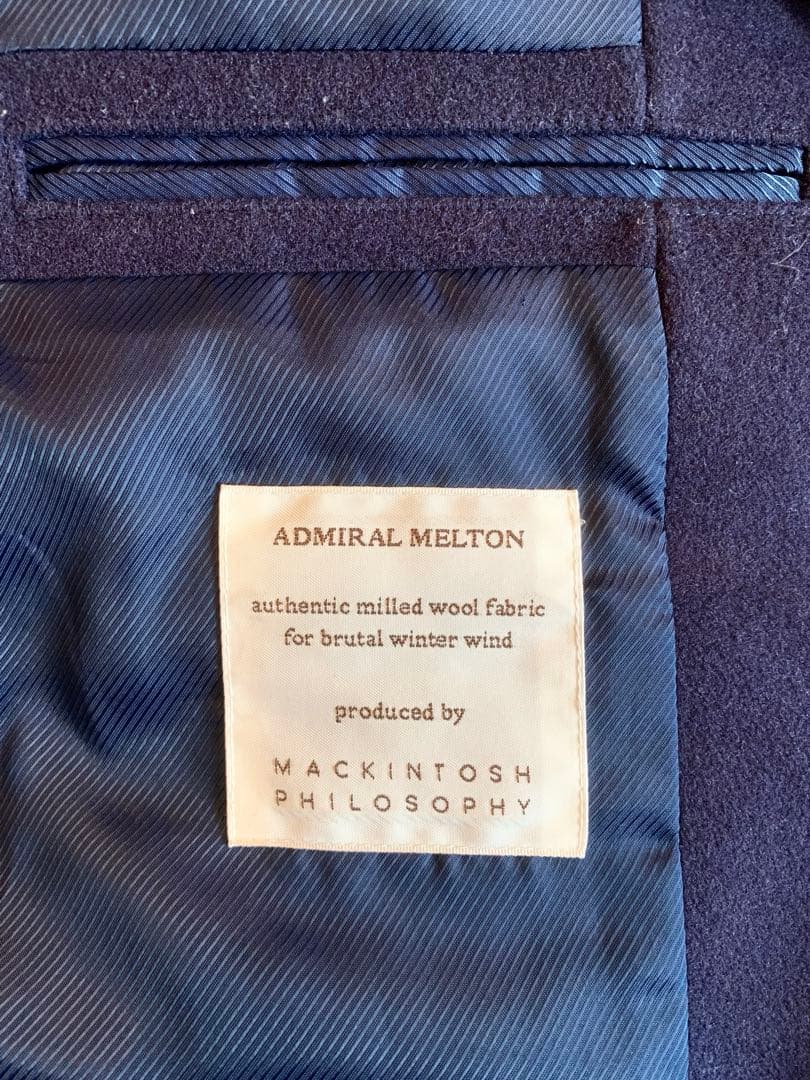 ADMIRAL MELTON
authentic milled wool fabric
for brutal winter wind
produced by
MACKINTOSH
PHILOSOPHY